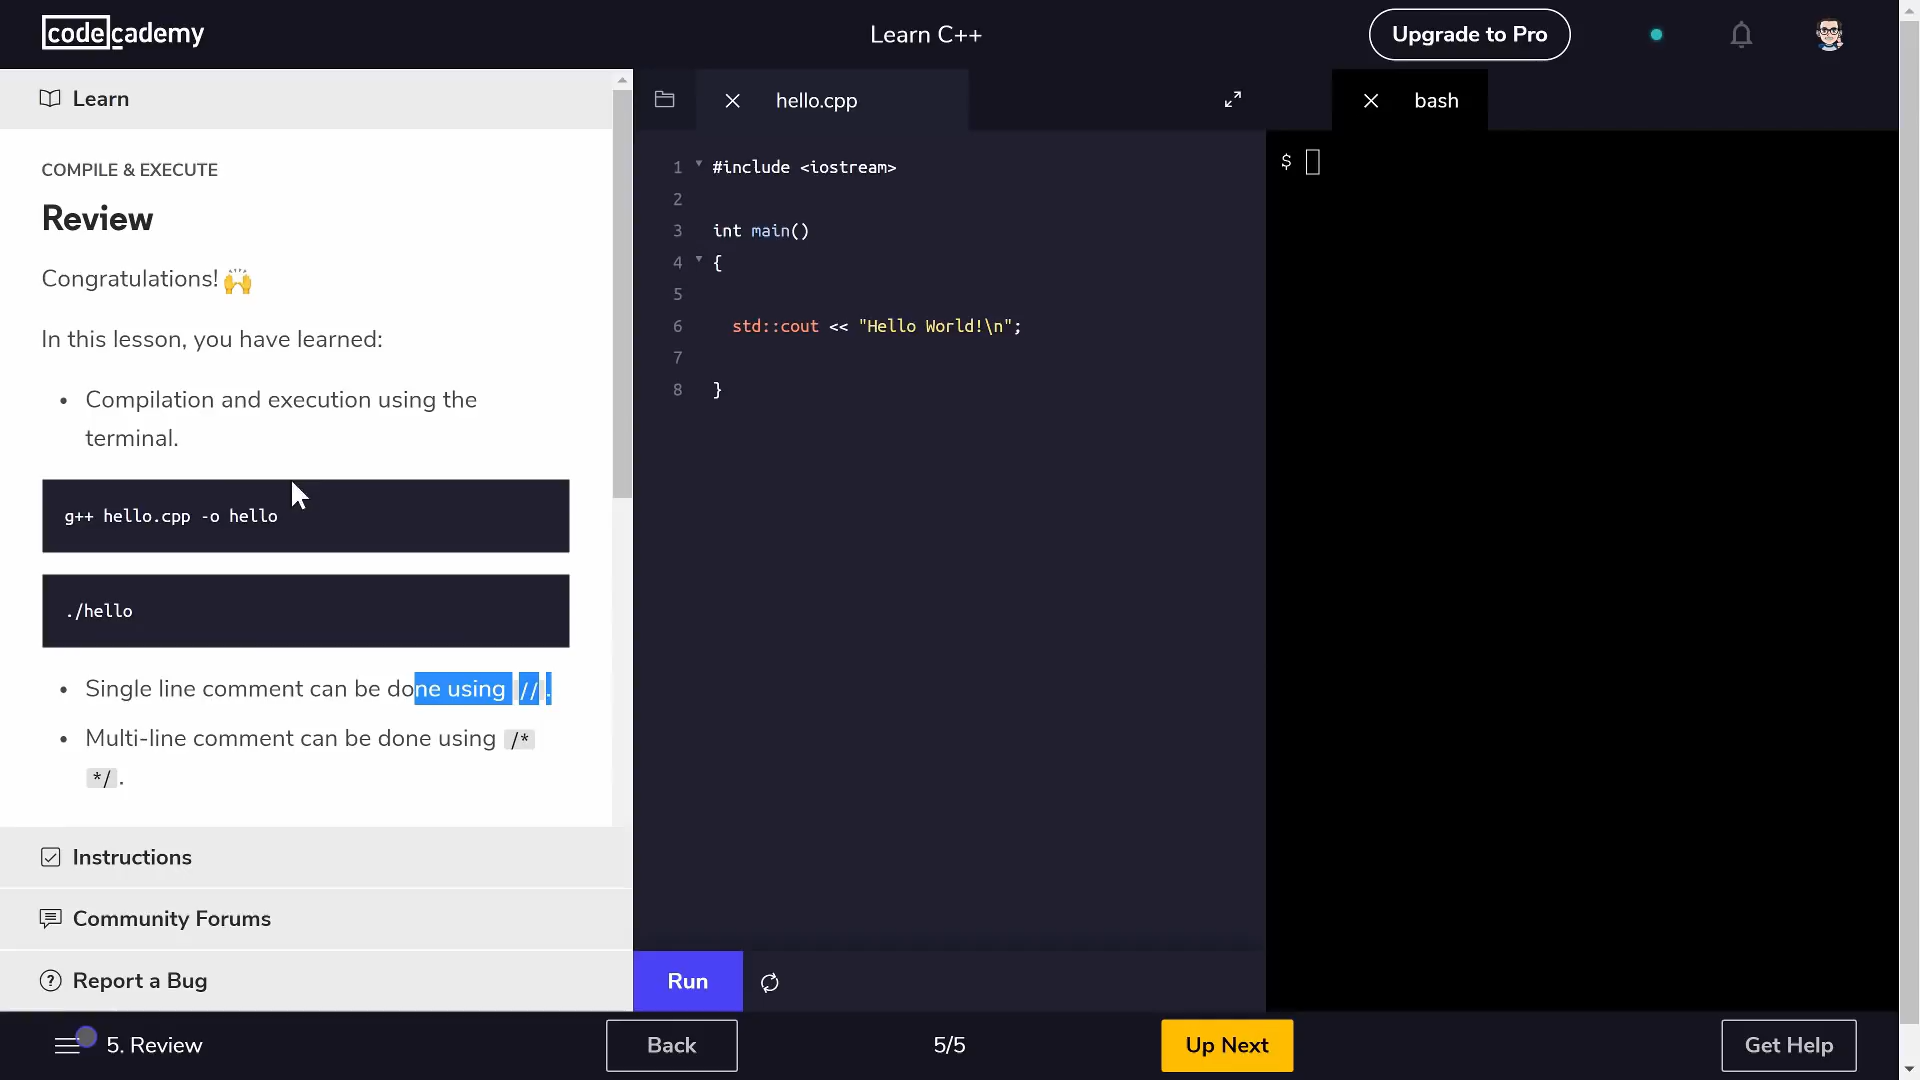 codecademy
Learn C++
Upgrade to Pro
Learn
COMPILE & EXECUTE
Review
Congratulations! 🙌
In this lesson, you have learned:
• Compilation and execution using the
terminal.
g++ hello.cpp -o hello
./hello
• Single line comment can be done using // .
• Multi-line comment can be done using /*
*/ .
Instructions
Community Forums
Report a Bug
hello.cpp
1 #include <iostream>
2
3 int main()
4 {
5
6 std::cout << "Hello World!\n";
7
8 }
Run
bash
$
5. Review
Back
5/5
Up Next
Get Help